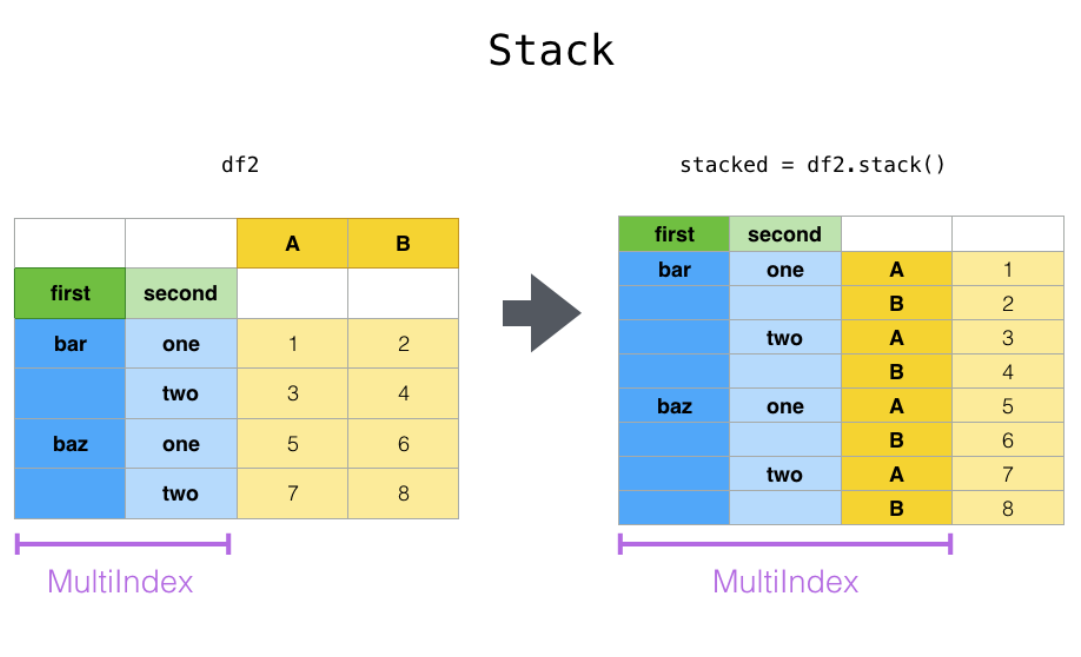 Stack
df2
A B
first second
bar one 1 2
two 3 4
baz one 5 6
two 7 8
MultiIndex
stacked = df2.stack()
first second
bar one A 1
B 2
two A 3
B 4
baz one A 5
B 6
two A 7
B 8
MultiIndex